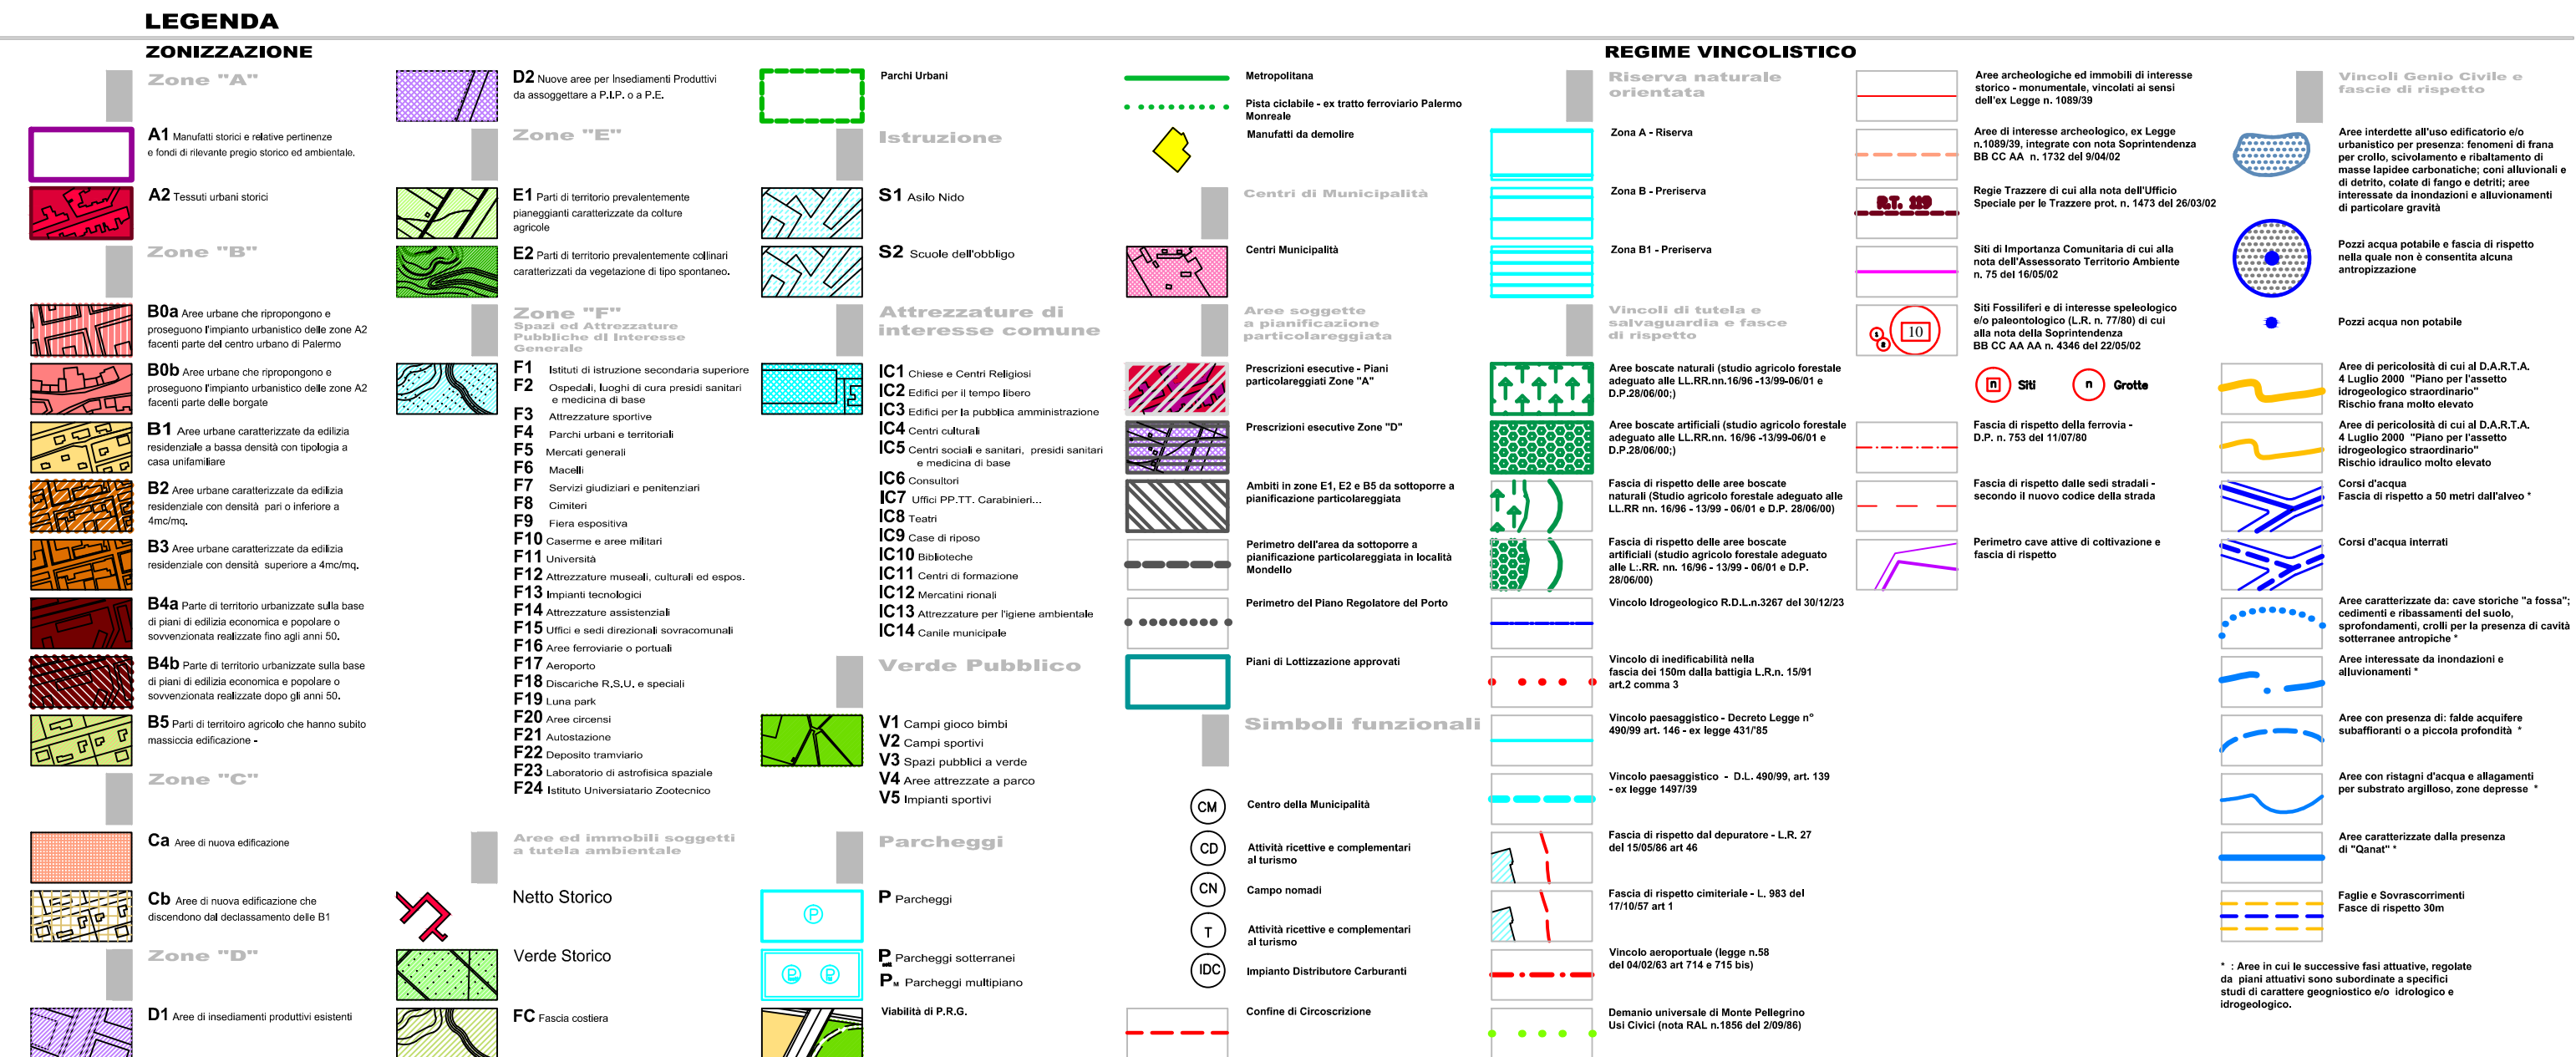 LEGENDA
ZONIZZAZIONE
Zone "A"
A1 Manufatti storici e relative pertinenze
e fondi di rilevante pregio storico ed ambientale.
A2 Tessuti urbani storici
Zone "B"
B0a Aree urbane che ripropongono e
proseguono l'impianto urbanistico delle zone A2
facenti parte del centro urbano di Palermo
B0b Aree urbane che ripropongono e
proseguono l'impianto urbanistico delle zone A2
facenti parte delle borgate
B1 Aree urbane caratterizzate da edilizia
residenziale a bassa densità con tipologia a
casa unifamiliare
B2 Aree urbane caratterizzate da edilizia
residenziale con densità pari o inferiore a
4mc/mq.
B3 Aree urbane caratterizzate da edilizia
residenziale con densità superiore a 4mc/mq.
B4a Parte di territorio urbanizzate sulla base
di piani di edilizia economica e popolare o
sovvenzionata realizzate fino agli anni 50.
B4b Parte di territorio urbanizzate sulla base
di piani di edilizia economica e popolare o
sovvenzionata realizzate dopo gli anni 50.
B5 Parti di territoiro agricolo che hanno subito
massiccia edificazione -
Zone "C"
Ca Aree di nuova edificazione
Cb Aree di nuova edificazione che
discendono dal declassamento delle B1
Zone "D"
D1 Aree di insediamenti produttivi esistenti
D2 Nuove aree per Insediamenti Produttivi
da assoggettare a P.I.P. o a P.E.
Zone "E"
E1 Parti di territorio prevalentemente
pianeggianti caratterizzate da colture
agricole
E2 Parti di territorio prevalentemente collinari
caratterizzati da vegetazione di tipo spontaneo.
Zone "F"
Spazi ed Attrezzature
Pubbliche di Interesse
Generale
F1 Istituti di istruzione secondaria superiore
F2 Ospedali, luoghi di cura presidi sanitari
e medicina di base
F3 Attrezzature sportive
F4 Parchi urbani e territoriali
F5 Mercati generali
F6 Macelli
F7 Servizi giudiziari e penitenziari
F8 Cimiteri
F9 Fiera espositiva
F10 Caserme e aree militari
F11 Università
F12 Attrezzature museali, culturali ed espos.
F13 Impianti tecnologici
F14 Attrezzature assistenziali
F15 Uffici e sedi direzionali sovracomunali
F16 Aree ferroviarie o portuali
F17 Aeroporto
F18 Discariche R.S.U. e speciali
F19 Luna park
F20 Aree circensi
F21 Autostazione
F22 Deposito tramviario
F23 Laboratorio di astrofisica spaziale
F24 Istituto Universiatario Zootecnico
Aree ed immobili soggetti
a tutela ambientale
Netto Storico
Verde Storico
FC Fascia costiera
Parchi Urbani
Istruzione
S1 Asilo Nido
S2 Scuole dell'obbligo
Attrezzature di
interesse comune
IC1 Chiese e Centri Religiosi
IC2 Edifici per il tempo libero
IC3 Edifici per la pubblica amministrazione
IC4 Centri culturali
IC5 Centri sociali e sanitari, presidi sanitari
e medicina di base
IC6 Consultori
IC7 Uffici PP.TT. Carabinieri...
IC8 Teatri
IC9 Case di riposo
IC10 Biblioteche
IC11 Centri di formazione
IC12 Mercatini rionali
IC13 Attrezzature per l'igiene ambientale
IC14 Canile municipale
Verde Pubblico
V1 Campi gioco bimbi
V2 Campi sportivi
V3 Spazi pubblici a verde
V4 Aree attrezzate a parco
V5 Impianti sportivi
Parcheggi
P
P Parcheggi
P P
P Parcheggi sotterranei
PM Parcheggi multipiano
Viabilità di P.R.G.
Metropolitana
Pista ciclabile - ex tratto ferroviario Palermo
Monreale
Manufatti da demolire
Centri di Municipalità
Centri Municipalità
Aree soggette
a pianificazione
particolareggiata
Prescrizioni esecutive - Piani
particolareggiati Zone "A"
Prescrizioni esecutive Zone "D"
Ambiti in zone E1, E2 e B5 da sottoporre a
pianificazione particolareggiata
Perimetro dell'area da sottoporre a
pianificazione particolareggiata in località
Mondello
Perimetro del Piano Regolatore del Porto
Piani di Lottizzazione approvati
Simboli funzionali
CM Centro della Municipalità
CD Attività ricettive e complementari
al turismo
CN Campo nomadi
T Attività ricettive e complementari
al turismo
IDC Impianto Distributore Carburanti
Confine di Circoscrizione
REGIME VINCOLISTICO
Riserva naturale
orientata
Zona A - Riserva
Zona B - Preriserva
Zona B1 - Preriserva
Vincoli di tutela e
salvaguardia e fasce
di rispetto
Aree boscate naturali (studio agricolo forestale
adeguato alle LL.RR.nn.16/96 -13/99-06/01 e
D.P.28/06/00;)
Aree boscate artificiali (studio agricolo forestale
adeguato alle LL.RR.nn. 16/96 -13/99-06/01 e
D.P.28/06/00;)
Fascia di rispetto delle aree boscate
naturali (Studio agricolo forestale adeguato alle
LL.RR nn. 16/96 - 13/99 - 06/01 e D.P. 28/06/00)
Fascia di rispetto delle aree boscate
artificiali (studio agricolo forestale adeguato
alle L:.RR. nn. 16/96 - 13/99 - 06/01 e D.P.
28/06/00)
Vincolo Idrogeologico R.D.L.n.3267 del 30/12/23
Vincolo di inedificabilità nella
fascia dei 150m dalla battigia L.R.n. 15/91
art.2 comma 3
Vincolo paesaggistico - Decreto Legge n°
490/99 art. 146 - ex legge 431/'85
Vincolo paesaggistico - D.L. 490/99, art. 139
- ex legge 1497/39
Fascia di rispetto dal depuratore - L.R. 27
del 15/05/86 art 46
Fascia di rispetto cimiteriale - L. 983 del
17/10/57 art 1
Vincolo aeroportuale (legge n.58
del 04/02/63 art 714 e 715 bis)
Demanio universale di Monte Pellegrino
Usi Civici (nota RAL n.1856 del 2/09/86)
Aree archeologiche ed immobili di interesse
storico - monumentale, vincolati ai sensi
dell'ex Legge n. 1089/39
Aree di interesse archeologico, ex Legge
n.1089/39, integrate con nota Soprintendenza
BB CC AA n. 1732 del 9/04/02
R.T. 119
Regie Trazzere di cui alla nota dell'Ufficio
Speciale per le Trazzere prot. n. 1473 del 26/03/02
Siti di Importanza Comunitaria di cui alla
nota dell'Assessorato Territorio Ambiente
n. 75 del 16/05/02
10
Siti Fossiliferi e di interesse speleologico
e/o paleontologico (L.R. n. 77/80) di cui
alla nota della Soprintendenza
BB CC AA AA n. 4346 del 22/05/02
n Siti n Grotte
Fascia di rispetto della ferrovia -
D.P. n. 753 del 11/07/80
Fascia di rispetto dalle sedi stradali -
secondo il nuovo codice della strada
Perimetro cave attive di coltivazione e
fascia di rispetto
Vincoli Genio Civile e
fascie di rispetto
Aree interdette all'uso edificatorio e/o
urbanistico per presenza: fenomeni di frana
per crollo, scivolamento e ribaltamento di
masse lapidee carbonatiche; coni alluvionali e
di detrito, colate di fango e detriti; aree
interessate da inondazioni e alluvionamenti
di particolare gravità
Pozzi acqua potabile e fascia di rispetto
nella quale non è consentita alcuna
antropizzazione
Pozzi acqua non potabile
Aree di pericolosità di cui al D.A.R.T.A.
4 Luglio 2000 "Piano per l'assetto
idrogeologico straordinario"
Rischio frana molto elevato
Aree di pericolosità di cui al D.A.R.T.A.
4 Luglio 2000 "Piano per l'assetto
idrogeologico straordinario"
Rischio idraulico molto elevato
Corsi d'acqua
Fascia di rispetto a 50 metri dall'alveo *
Corsi d'acqua interrati
Aree caratterizzate da: cave storiche "a fossa";
cedimenti e ribassamenti del suolo,
sprofondamenti, crolli per la presenza di cavità
sotterranee antropiche *
Aree interessate da inondazioni e
alluvionamenti *
Aree con presenza di: falde acquifere
subaffioranti o a piccola profondità *
Aree con ristagni d'acqua e allagamenti
per substrato argilloso, zone depresse *
Aree caratterizzate dalla presenza
di "Qanat" *
Faglie e Sovrascorrimenti
Fasce di rispetto 30m
* : Aree in cui le successive fasi attuative, regolate
da piani attuativi sono subordinate a specifici
studi di carattere geogniostico e/o idrologico e
idrogeologico.